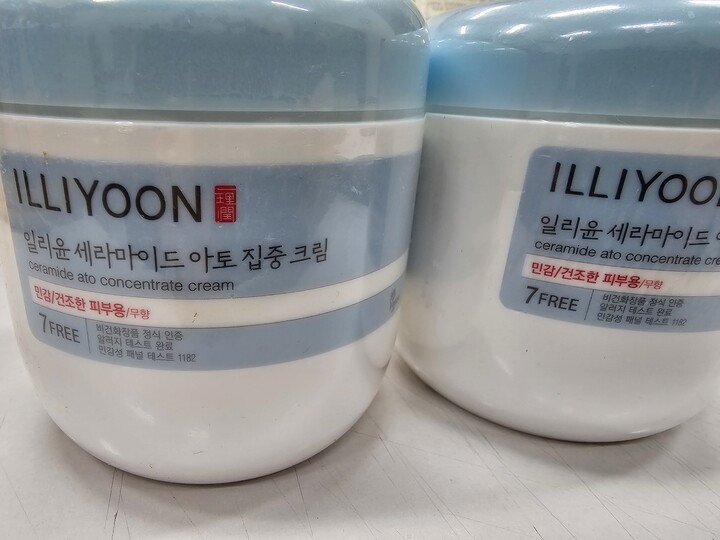 ILLIYOON
일리윤 세라마이드 아토 집중 크림
ceramide ato concentrate cream
민감/건조한 피부용/무향
7 FREE
비건화장품 정식 인증
알러지 테스트 완료
민감성 패널 테스트 1182
ILLIYOO
일리윤 세라마이드
ceramide ato concentrate cre
민감/건조한 피부용/무향
7 FREE
비건화장품 정식 인증
알러지 테스트 완료
민감성 패널 테스트 1182